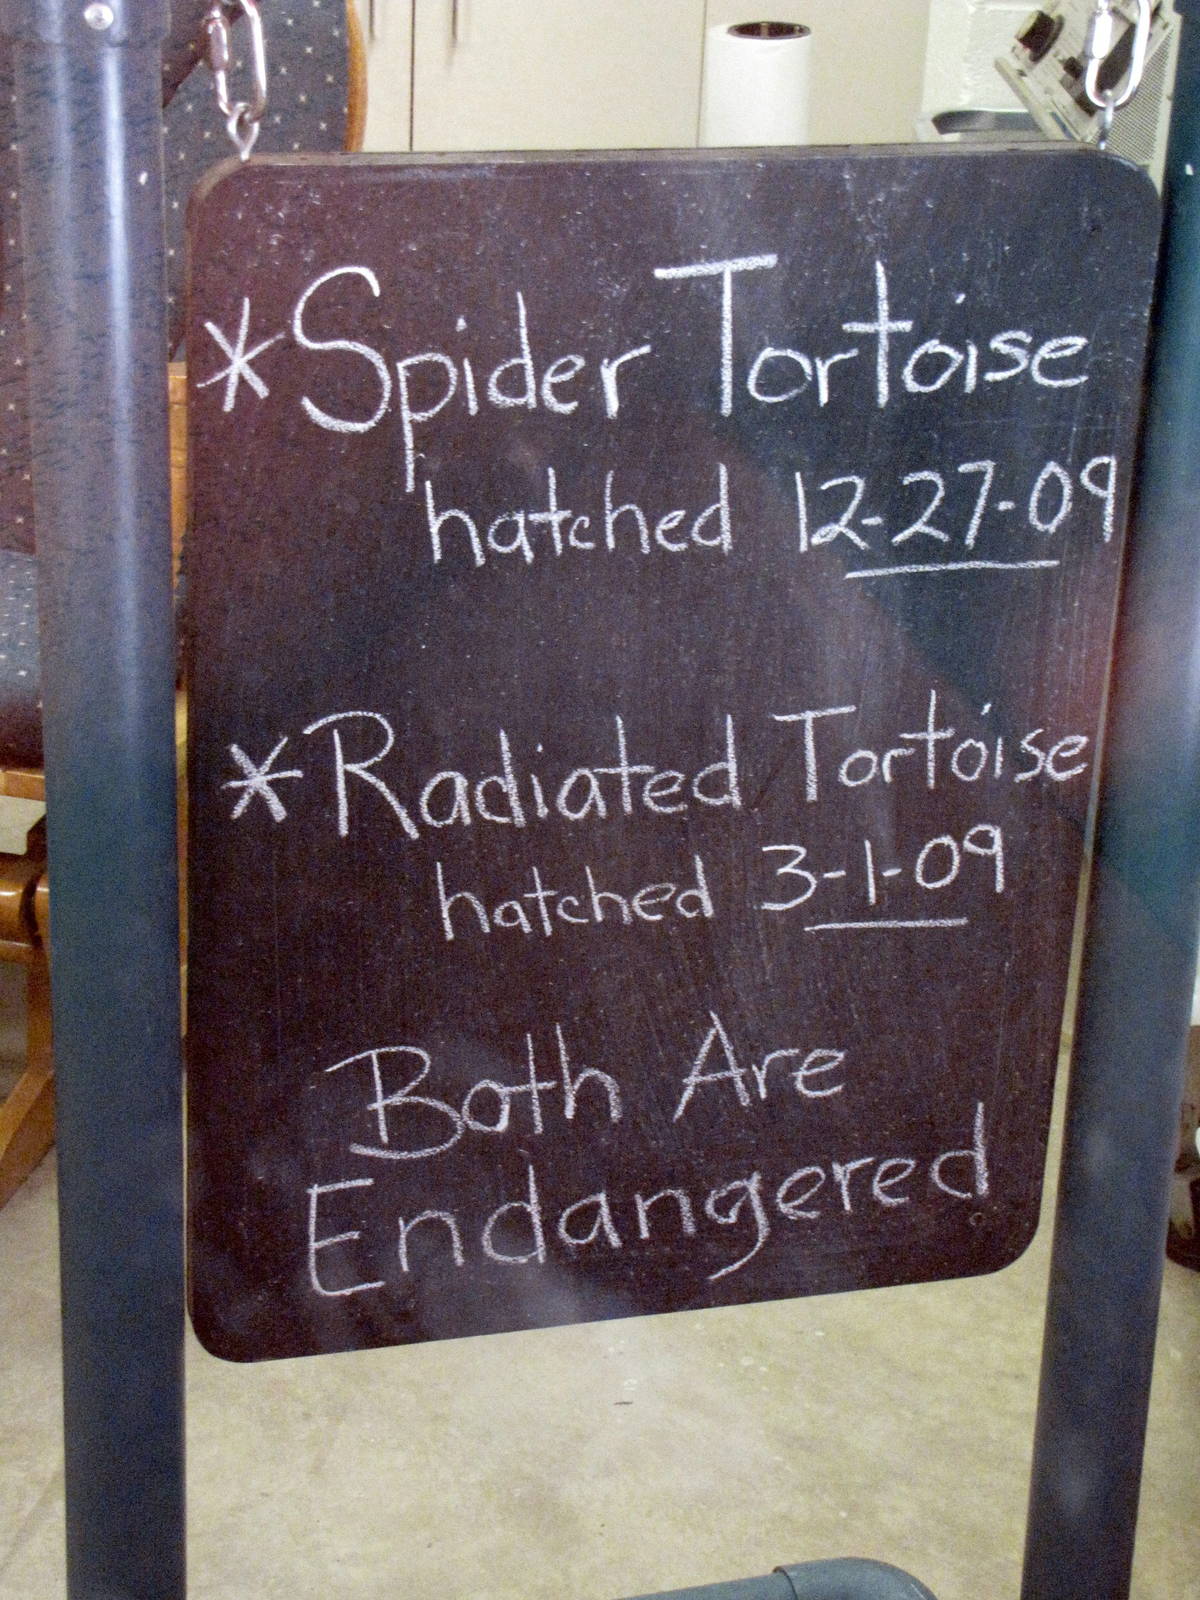 *Spider Tortoise
hatched 12-27-09
*Radiated Tortoise
hatched 3-1-09
Both Are
Endangered